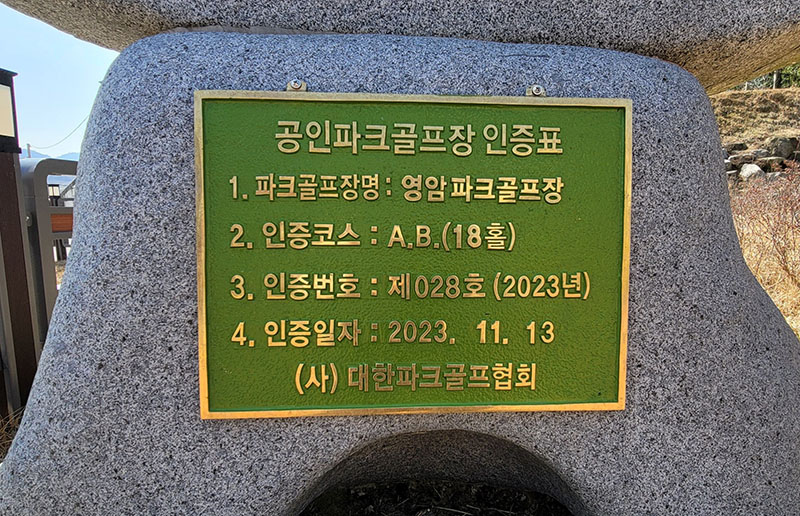 공인파크골프장 인증표
1. 파크골프장명 : 영암파크골프장
2. 인증코스 : A.B.(18홀)
3. 인증번호 : 제028호 (2023년)
4. 인증일자 : 2023. 11. 13
(사) 대한파크골프협회